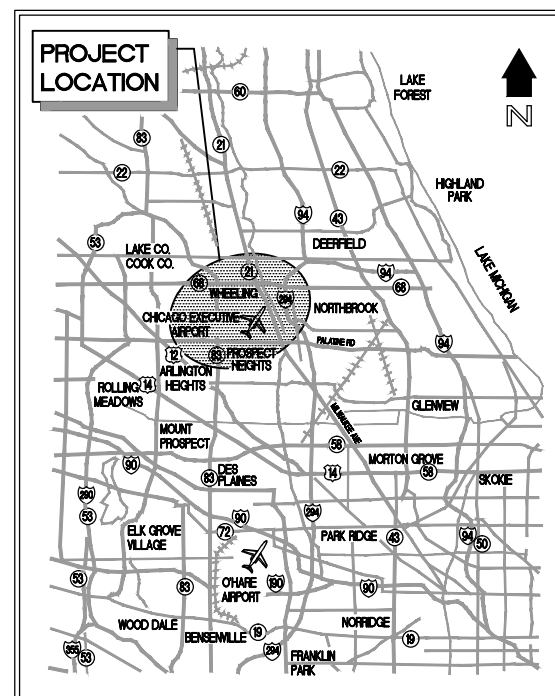 PROJECT
LOCATION
LAKE
FOREST
N
60
83
21
22
22
HIGHLAND
PARK
94
43
53
DEERFIELD
LAKE CO.
COOK CO.
LAKE MICHIGAN
21
94
68
WHEELING
68
294
NORTHBROOK
CHICAGO EXECUTIVE
AIRPORT
PALATINE RD
94
12
83
PROSPECT
HEIGHTS
ARLINGTON
HEIGHTS
14
ROLLING
MEADOWS
GLENVIEW
MILWAUKEE AVE
MOUNT
PROSPECT
58
MORTON GROVE
90
DES
PLAINES
83
14
58
SKOKIE
290
53
90
294
72
ELK GROVE
VILLAGE
PARK RIDGE
43
94
50
O'HARE
AIRPORT
53
83
190
90
WOOD DALE
NORRIDGE
BENSENVILLE
19
19
355
53
294
FRANKLIN
PARK